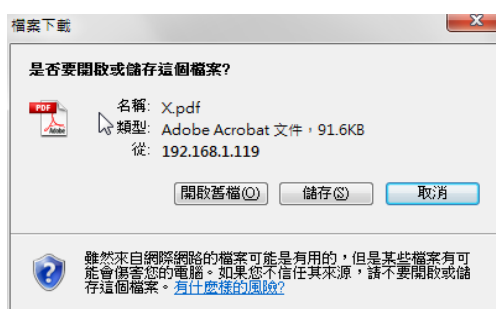 檔案下載
是否要開啟或儲存這個檔案?
PDF
Adobe
名稱: X.pdf
類型: Adobe Acrobat 文件，91.6KB
從: 192.168.1.119
開啟舊檔(O) 儲存(S) 取消
雖然來自網際網路的檔案可能是有用的，但是某些檔案有可
能會傷害您的電腦。如果您不信任其來源，請不要開啟或儲
存這個檔案。有什麼樣的風險?